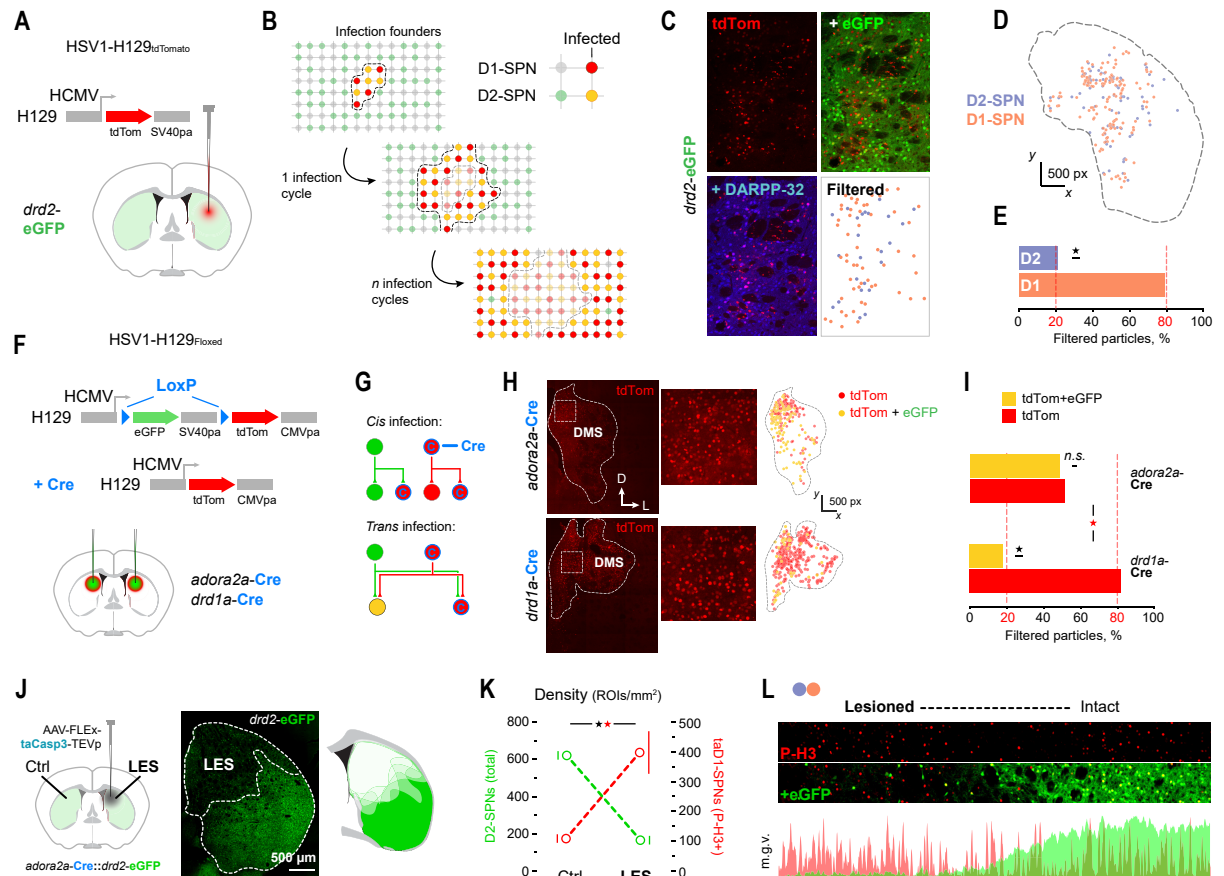 A
HSV1-H129tdTomato
HCMV
H129
tdTom
SV40pa
drd2-
eGFP
B
Infection founders
Infected
D1-SPN
D2-SPN
1 infection
cycle
n infection
cycles
C
tdTom
+ eGFP
drd2-eGFP
+ DARPP-32
Filtered
D
D2-SPN
D1-SPN
y
500 px
x
E
D2
★
D1
0 20 40 60 80 100
Filtered particles, %
F
HSV1-H129Floxed
LoxP
HCMV
H129
eGFP
SV40pa
tdTom
CMVpa
HCMV
+ Cre
H129
tdTom
CMVpa
adora2a-Cre
drd1a-Cre
G
Cis infection:
C
Cre
C
C
Trans infection:
C
C
H
adora2a-Cre
tdTom
DMS
D
L
drd1a-Cre
tdTom
DMS
tdTom
tdTom + eGFP
y
500 px
x
I
tdTom+eGFP
tdTom
n.s.
adora2a-
Cre
★
★
drd1a-
Cre
0 20 40 60 80 100
Filtered particles, %
J
AAV-FLEx-
taCasp3-TEVp
Ctrl
LES
adora2a-Cre::drd2-eGFP
drd2-eGFP
LES
500 µm
K
Density (ROIs/mm²)
★★
D2-SPNs (total)
800
600
400
200
0
500
400
300
200
100
0
taD1-SPNs (P-H3+)
Ctrl
LES
L
Lesioned
Intact
P-H3
+eGFP
m.g.v.